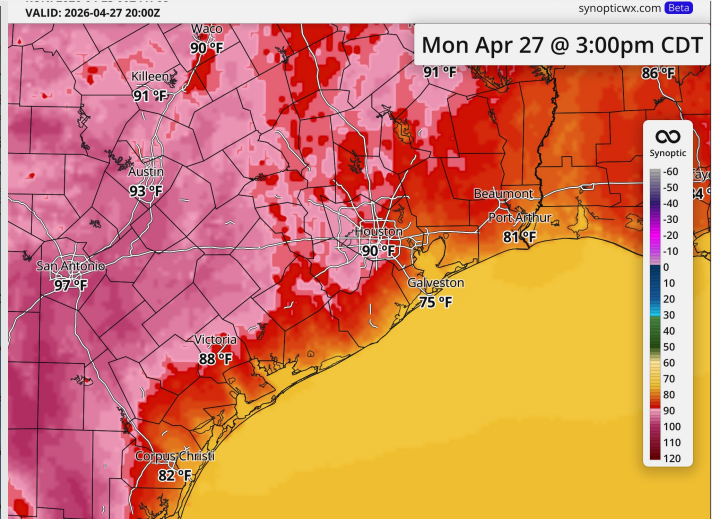 VALID: 2026-04-27 20:00Z
synopticwx.com Beta
Mon Apr 27 @ 3:00pm CDT
Waco
90 °F
Killeen
91 °F
91 °F
86 °F
Austin
93 °F
Beaumont
Port Arthur
81 °F
Houston
90 °F
San Antonio
97 °F
Galveston
75 °F
Victoria
88 °F
Corpus Christi
82 °F
Synoptic
-60
-50
-40
-30
-20
-10
0
10
20
30
40
50
60
70
80
90
100
110
120